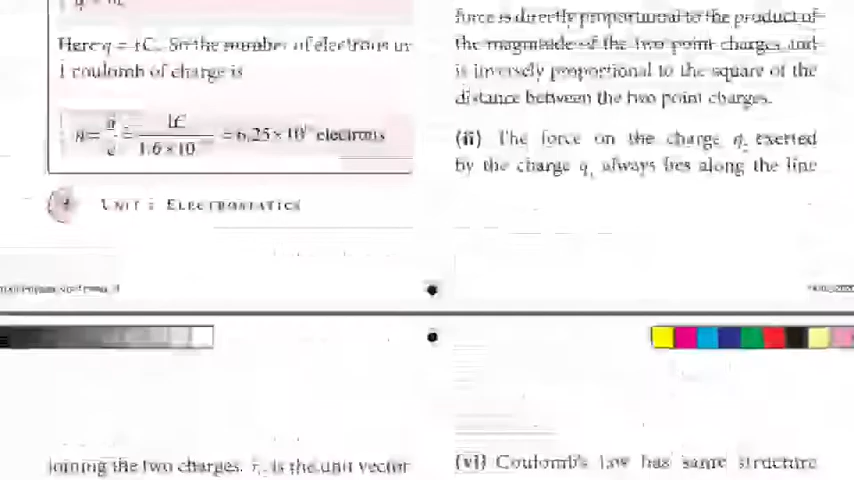 Here q = 1C. So the number of electrons in
1 coulomb of charge is
n = q/e = 1C / 1.6 × 10 = 6.25 × 10 electrons
UNIT 1 ELECTROSTATICS
force is directly proportional to the product of
the magnitude of the two point charges and
is inversely proportional to the square of the
distance between the two point charges.
(ii) The force on the charge q exerted
by the charge q always lies along the line
joining the two charges. is the unit vector
(vi) Coulomb's law has same structure